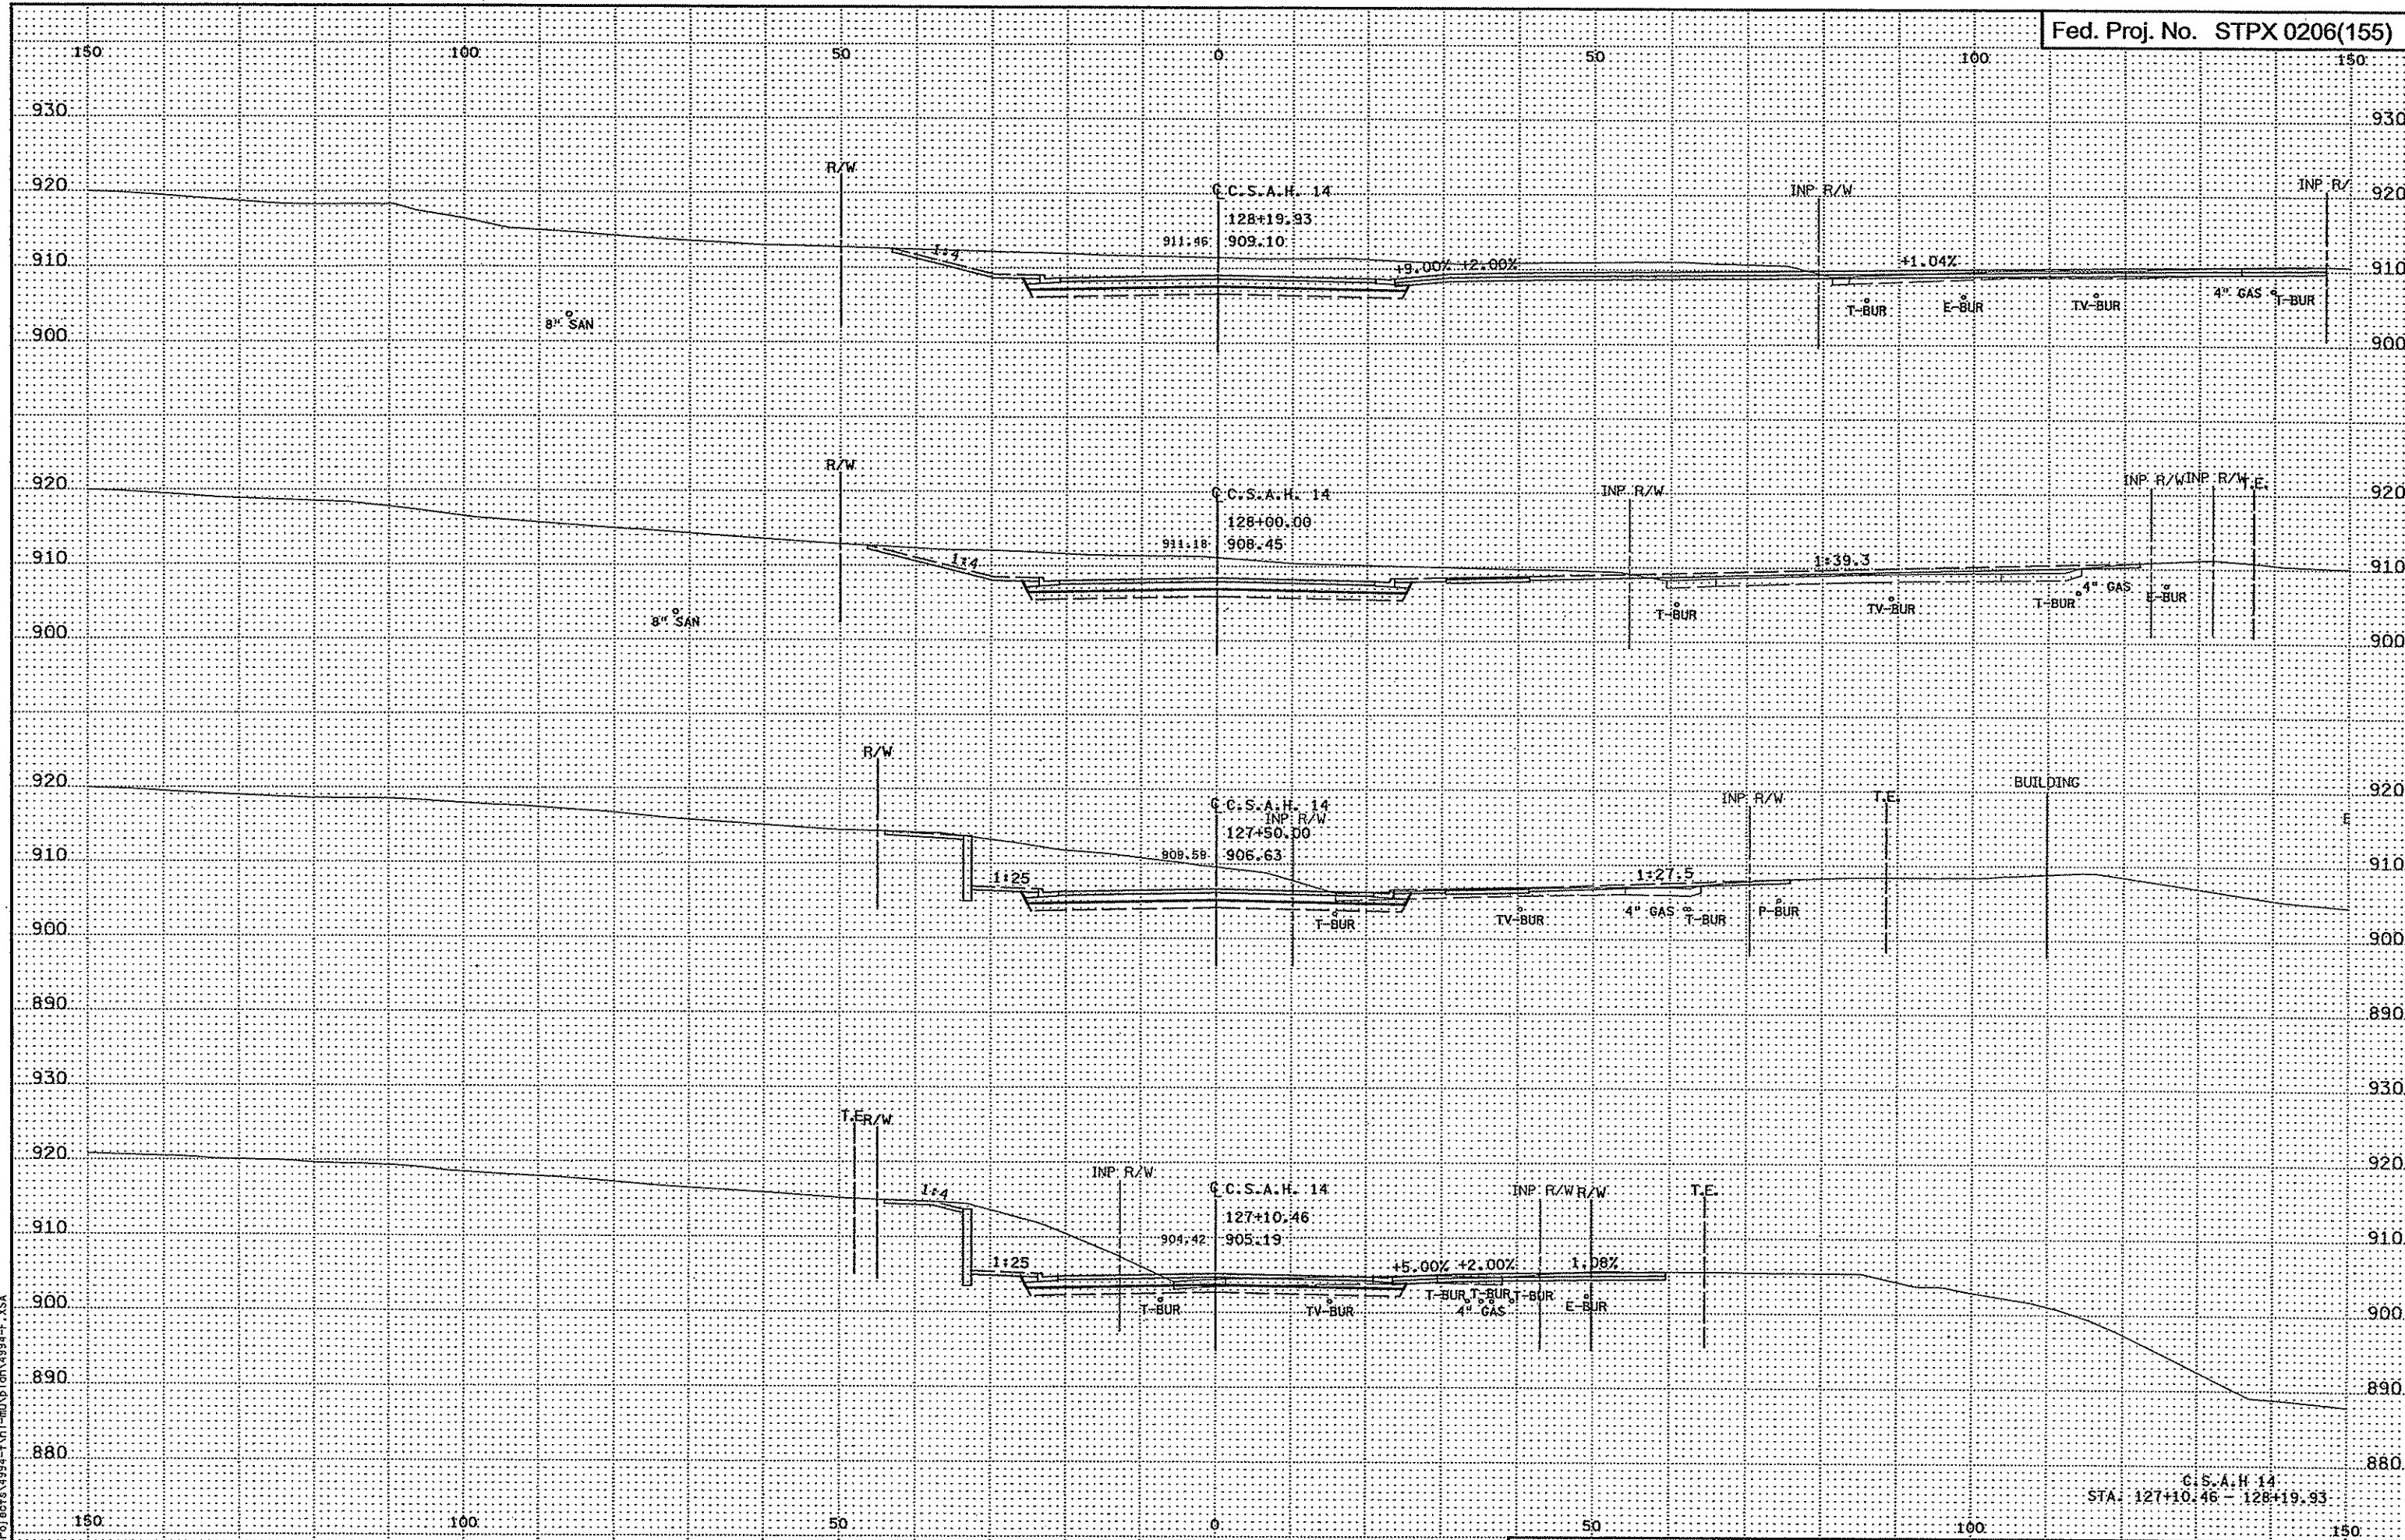 Fed. Proj. No. STPX 0206(155)
150 100 50 0 50 100 150
930 930
R/W
920 ℄ C.S.A.H. 14 INP R/W INP R/ 920
128+19.93
911.46 909.10
1:4
910 +9.00% +2.00% +1.04% 910
8" SAN T-BUR E-BUR TV-BUR 4" GAS T-BUR
900 900
R/W
920 ℄ C.S.A.H. 14 INP R/W INP R/W INP R/W T.E. 920
128+00.00
911.18 908.45
910 1:4 1:39.3 910
8" SAN T-BUR TV-BUR T-BUR 4" GAS E-BUR
900 900
R/W
920 BUILDING 920
℄ C.S.A.H. 14 INP R/W T.E.
INP R/W
127+50.00 E
909.59 906.63
910 910
1:25 1:27.5
T-BUR TV-BUR 4" GAS T-BUR P-BUR
900 900
890 890
930 930
T.E. R/W
920 920
INP R/W
1:4 ℄ C.S.A.H. 14 INP R/W R/W T.E.
127+10.46
904.42 905.19
910 910
1:25 +5.00% +2.00% 1.08%
T-BUR T-BUR T-BUR
T-BUR TV-BUR 4" GAS E-BUR
900 900
890 890
880 880
C.S.A.H 14
STA. 127+10.46 - 128+19.93
150 100 50 0 50 100 150